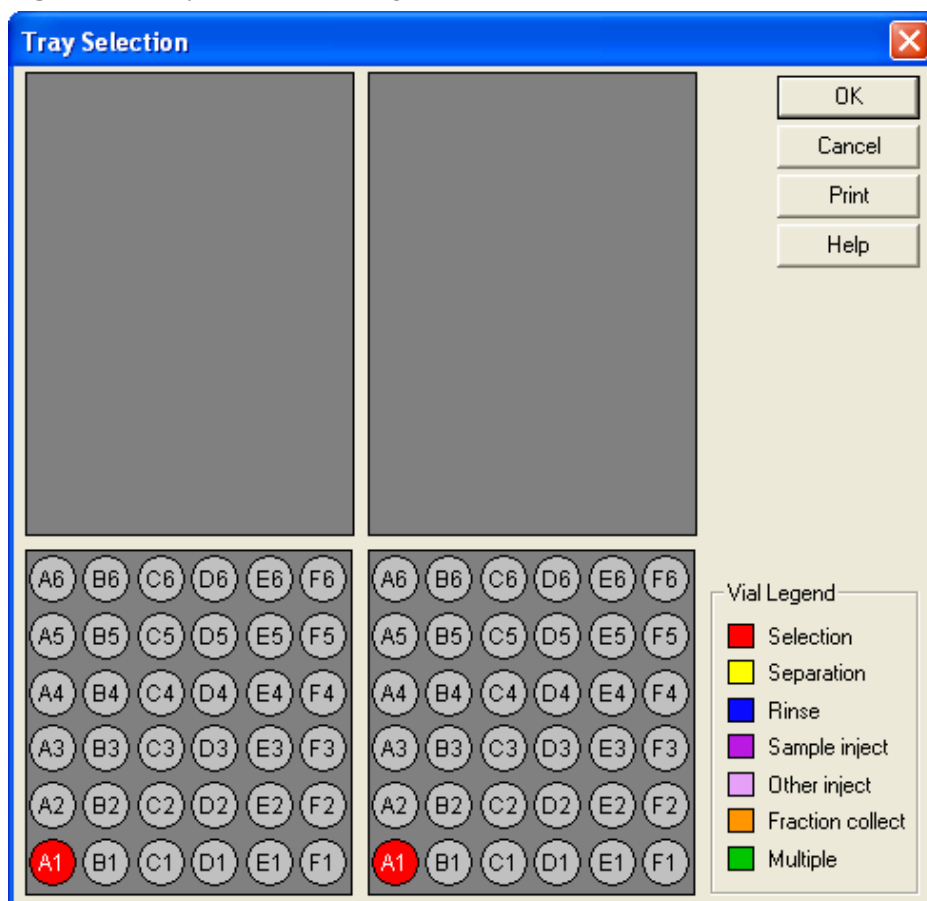 Tray Selection
OK
Cancel
Print
Help
A6 B6 C6 D6 E6 F6
A5 B5 C5 D5 E5 F5
A4 B4 C4 D4 E4 F4
A3 B3 C3 D3 E3 F3
A2 B2 C2 D2 E2 F2
A1 B1 C1 D1 E1 F1
A6 B6 C6 D6 E6 F6
A5 B5 C5 D5 E5 F5
A4 B4 C4 D4 E4 F4
A3 B3 C3 D3 E3 F3
A2 B2 C2 D2 E2 F2
A1 B1 C1 D1 E1 F1
Vial Legend
Selection
Separation
Rinse
Sample inject
Other inject
Fraction collect
Multiple